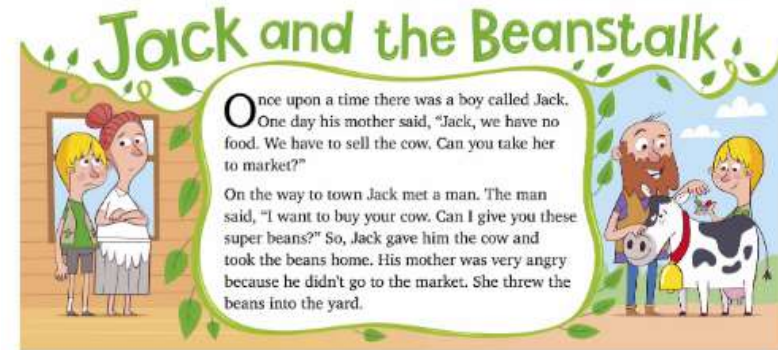 Jack and the Beanstalk
Once upon a time there was a boy called Jack.
One day his mother said, “Jack, we have no
food. We have to sell the cow. Can you take her
to market?”
On the way to town Jack met a man. The man
said, “I want to buy your cow. Can I give you these
super beans?” So, Jack gave him the cow and
took the beans home. His mother was very angry
because he didn't go to the market. She threw the
beans into the yard.